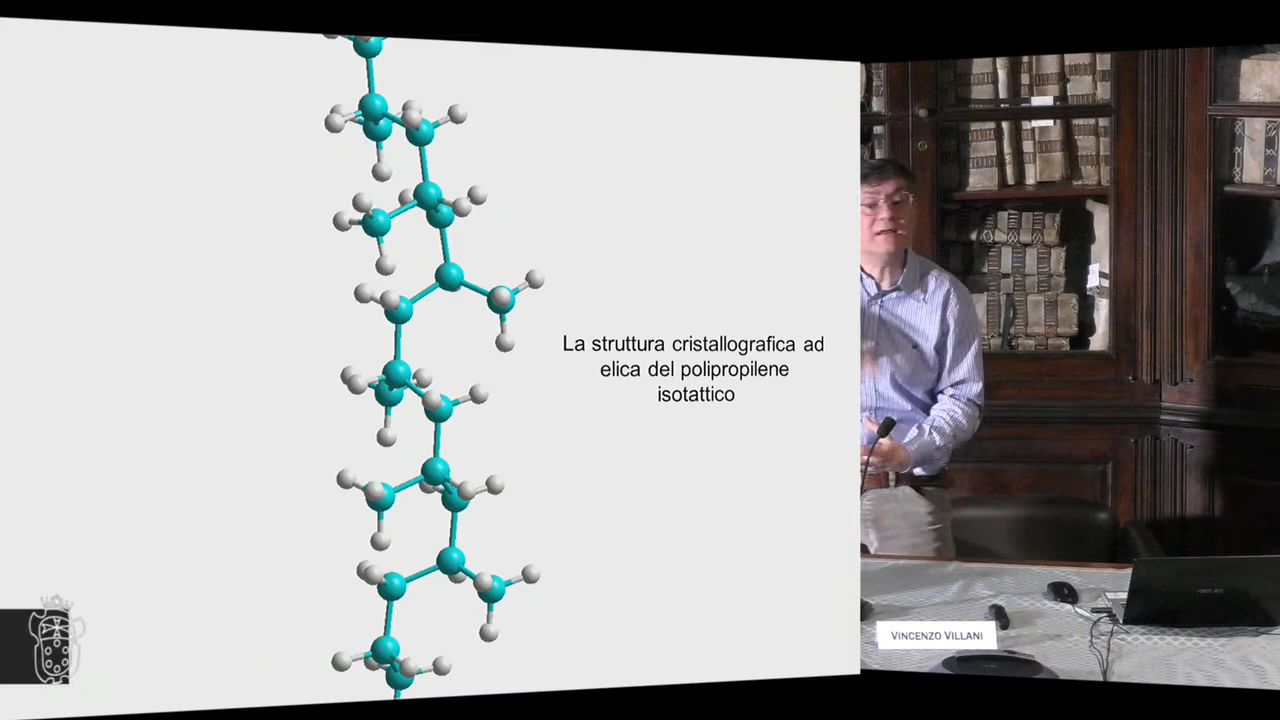 La struttura cristallografica ad
elica del polipropilene
isotattico
VINCENZO VILLANI